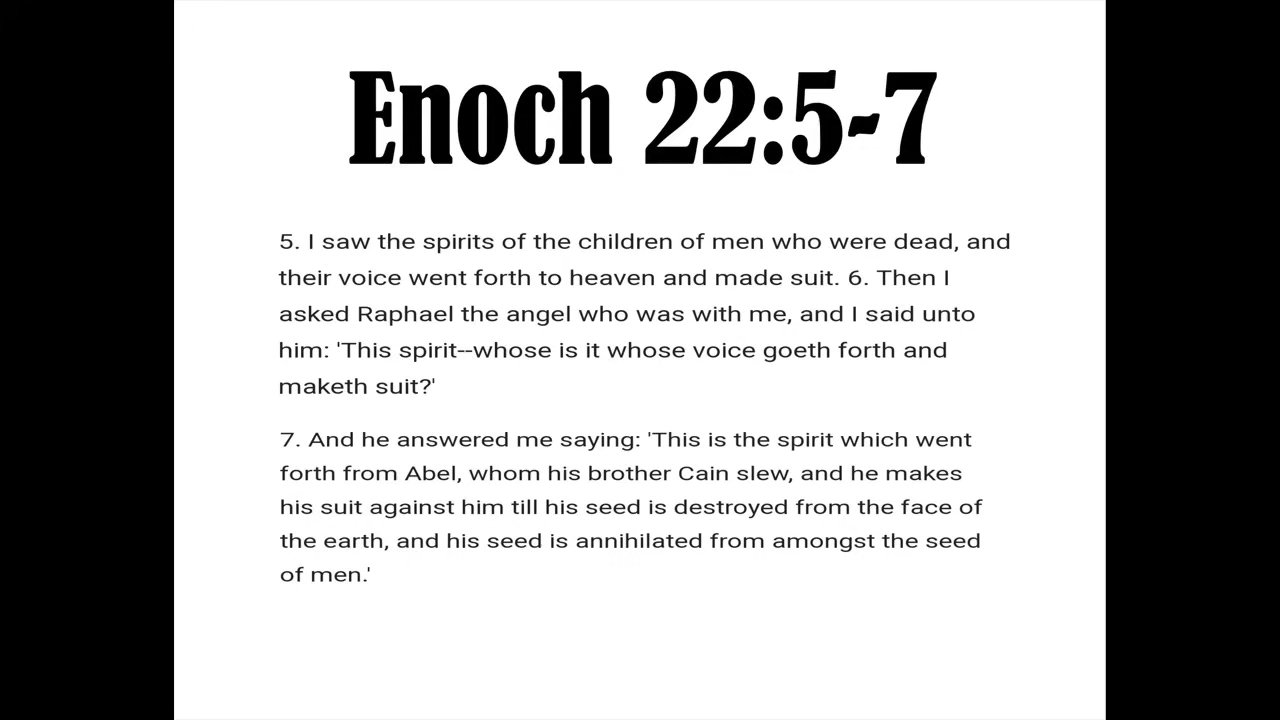 Enoch 22:5-7
5. I saw the spirits of the children of men who were dead, and
their voice went forth to heaven and made suit. 6. Then I
asked Raphael the angel who was with me, and I said unto
him: 'This spirit--whose is it whose voice goeth forth and
maketh suit?'
7. And he answered me saying: 'This is the spirit which went
forth from Abel, whom his brother Cain slew, and he makes
his suit against him till his seed is destroyed from the face of
the earth, and his seed is annihilated from amongst the seed
of men.'